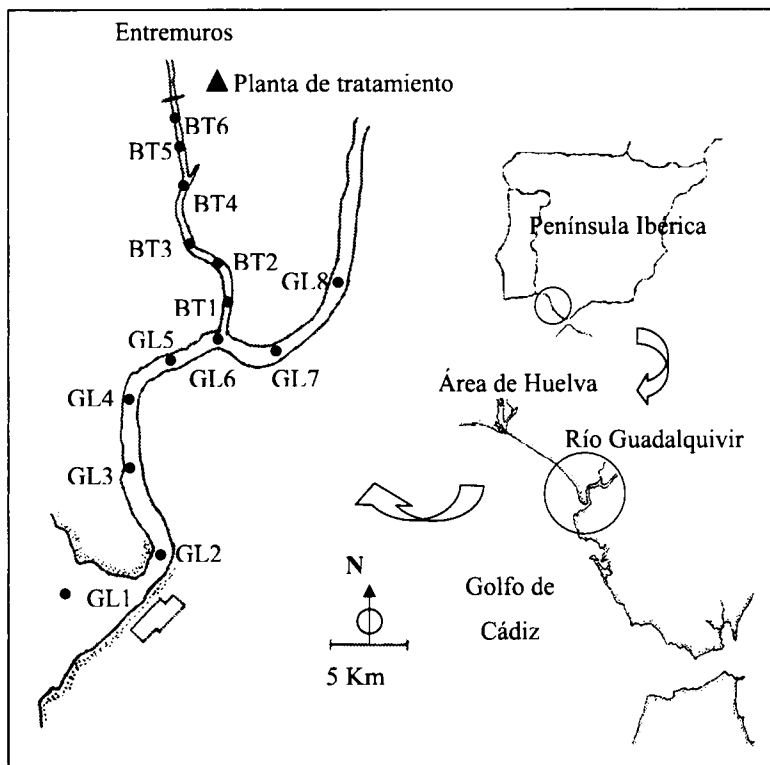 Entremuros
Planta de tratamiento
BT6
BT5
BT4
BT3
BT2
BT1
GL8
GL5
GL6
GL7
GL4
GL3
GL2
GL1
Península Ibérica
Área de Huelva
Río Guadalquivir
N
5 Km
Golfo de
Cádiz